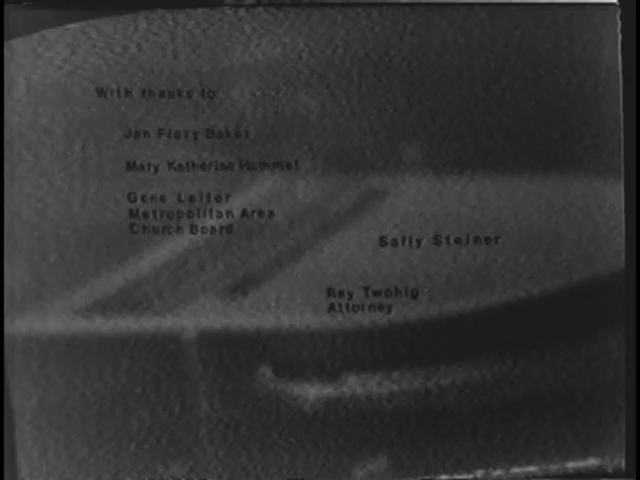 With thanks to:
Jan Flory Baker
Mary Katherine Hammel
Gene Leiter
Metropolitan Area
Church Board
Sally Steiner
Ray Twohig
Attorney